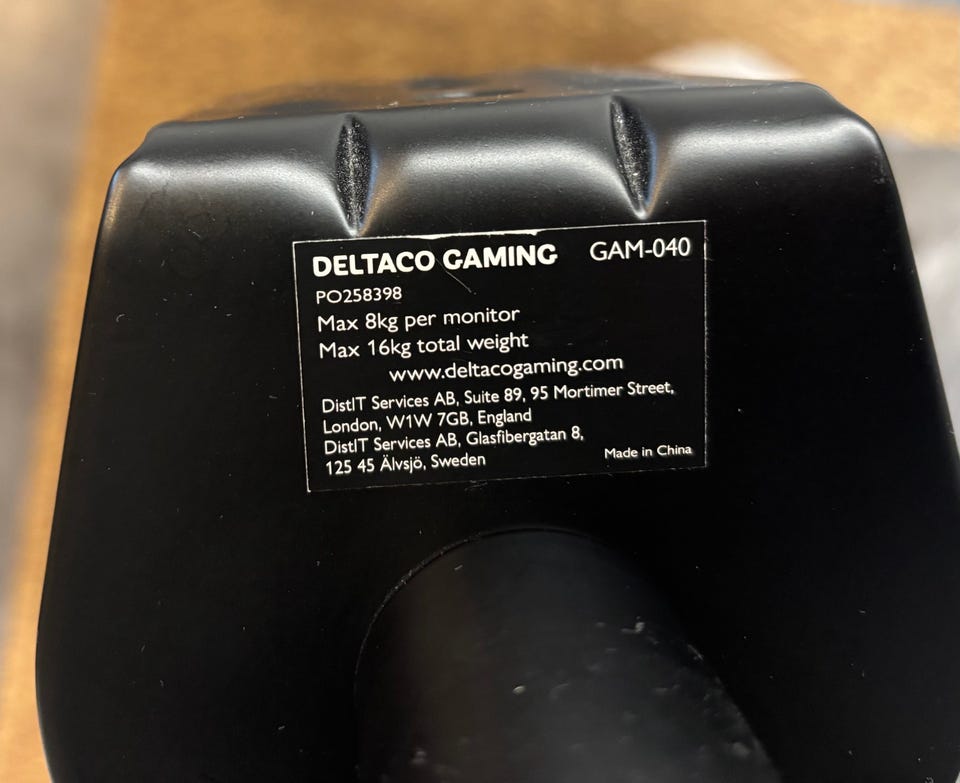 DELTACO GAMING GAM-040
PO258398
Max 8kg per monitor
Max 16kg total weight
www.deltacogaming.com
DistIT Services AB, Suite 89, 95 Mortimer Street,
London, W1W 7GB, England
DistIT Services AB, Glasfibergatan 8,
125 45 Älvsjö, Sweden
Made in China